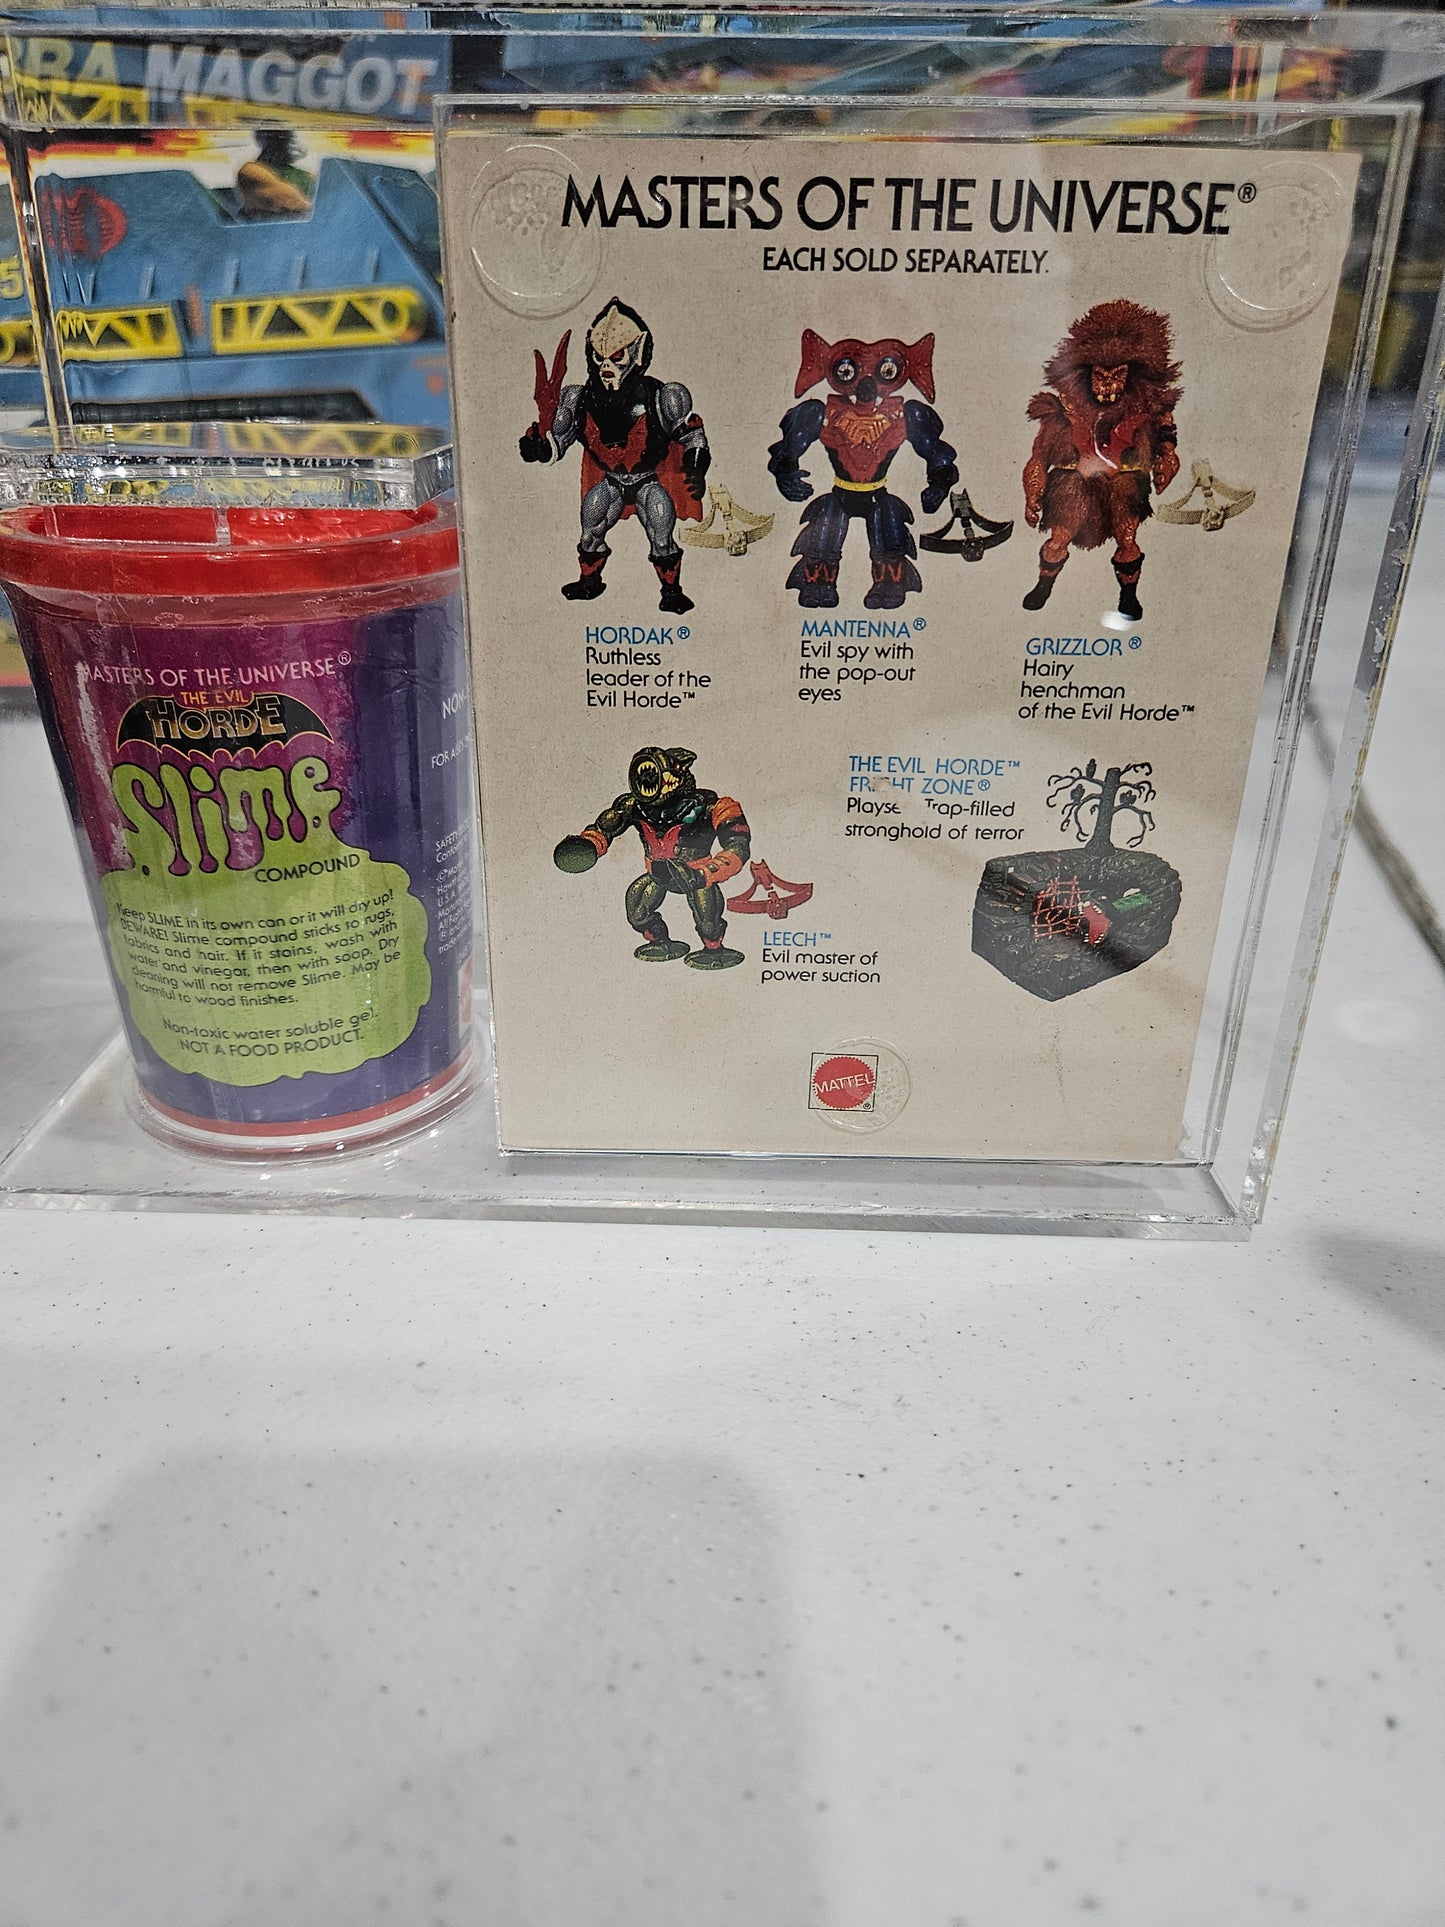 MAGGOT
MASTERS OF THE UNIVERSE®
EACH SOLD SEPARATELY.
HORDAK®
Ruthless
leader of the
Evil Horde™
MANTENNA®
Evil spy with
the pop-out
eyes
GRIZZLOR®
Hairy
henchman
of the Evil Horde™
LEECH™
Evil master of
power suction
THE EVIL HORDE™
ZONE®
stronghold of terror
MATTEL
®
MASTERS OF THE UNIVERSE®
THE EVIL
HORDE
Slime
COMPOUND
Keep SLIME in its own can or it will dry up!
BEWARE! Slime compound sticks to rugs,
fabrics and hair. If it stains, wash with
water and vinegar, then with soap. Dry
cleaning will not remove Slime. May be
harmful to wood finishes.
Non-toxic water soluble gel.
NOT A FOOD PRODUCT.